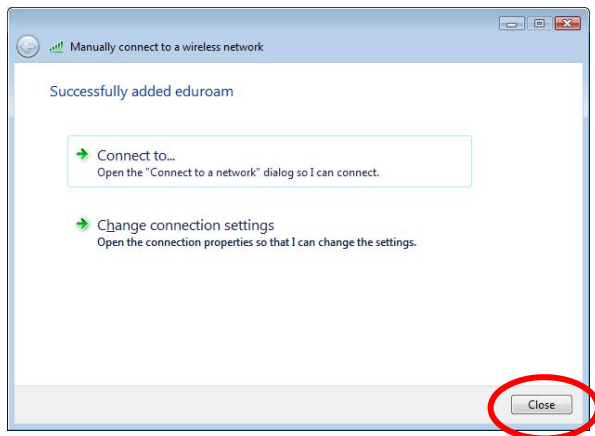 Manually connect to a wireless network
Successfully added eduroam
Connect to...
Open the "Connect to a network" dialog so I can connect.
Change connection settings
Open the connection properties so that I can change the settings.
Close